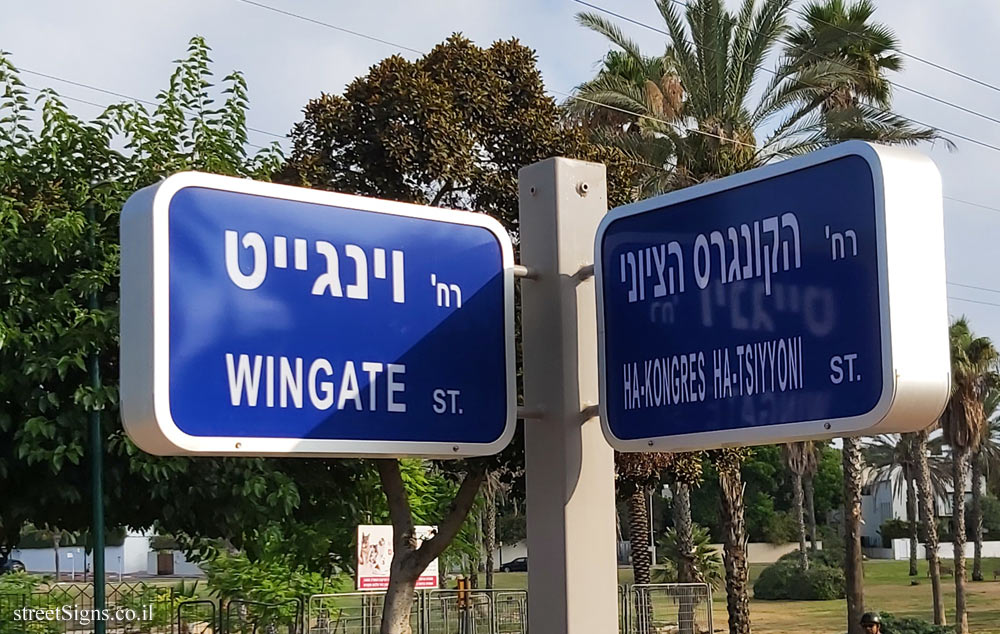 רח' וינגייט
WINGATE ST.
רח' הקונגרס הציוני
HA-KONGRES HA-TSIYYONI ST.
streetSigns.co.il